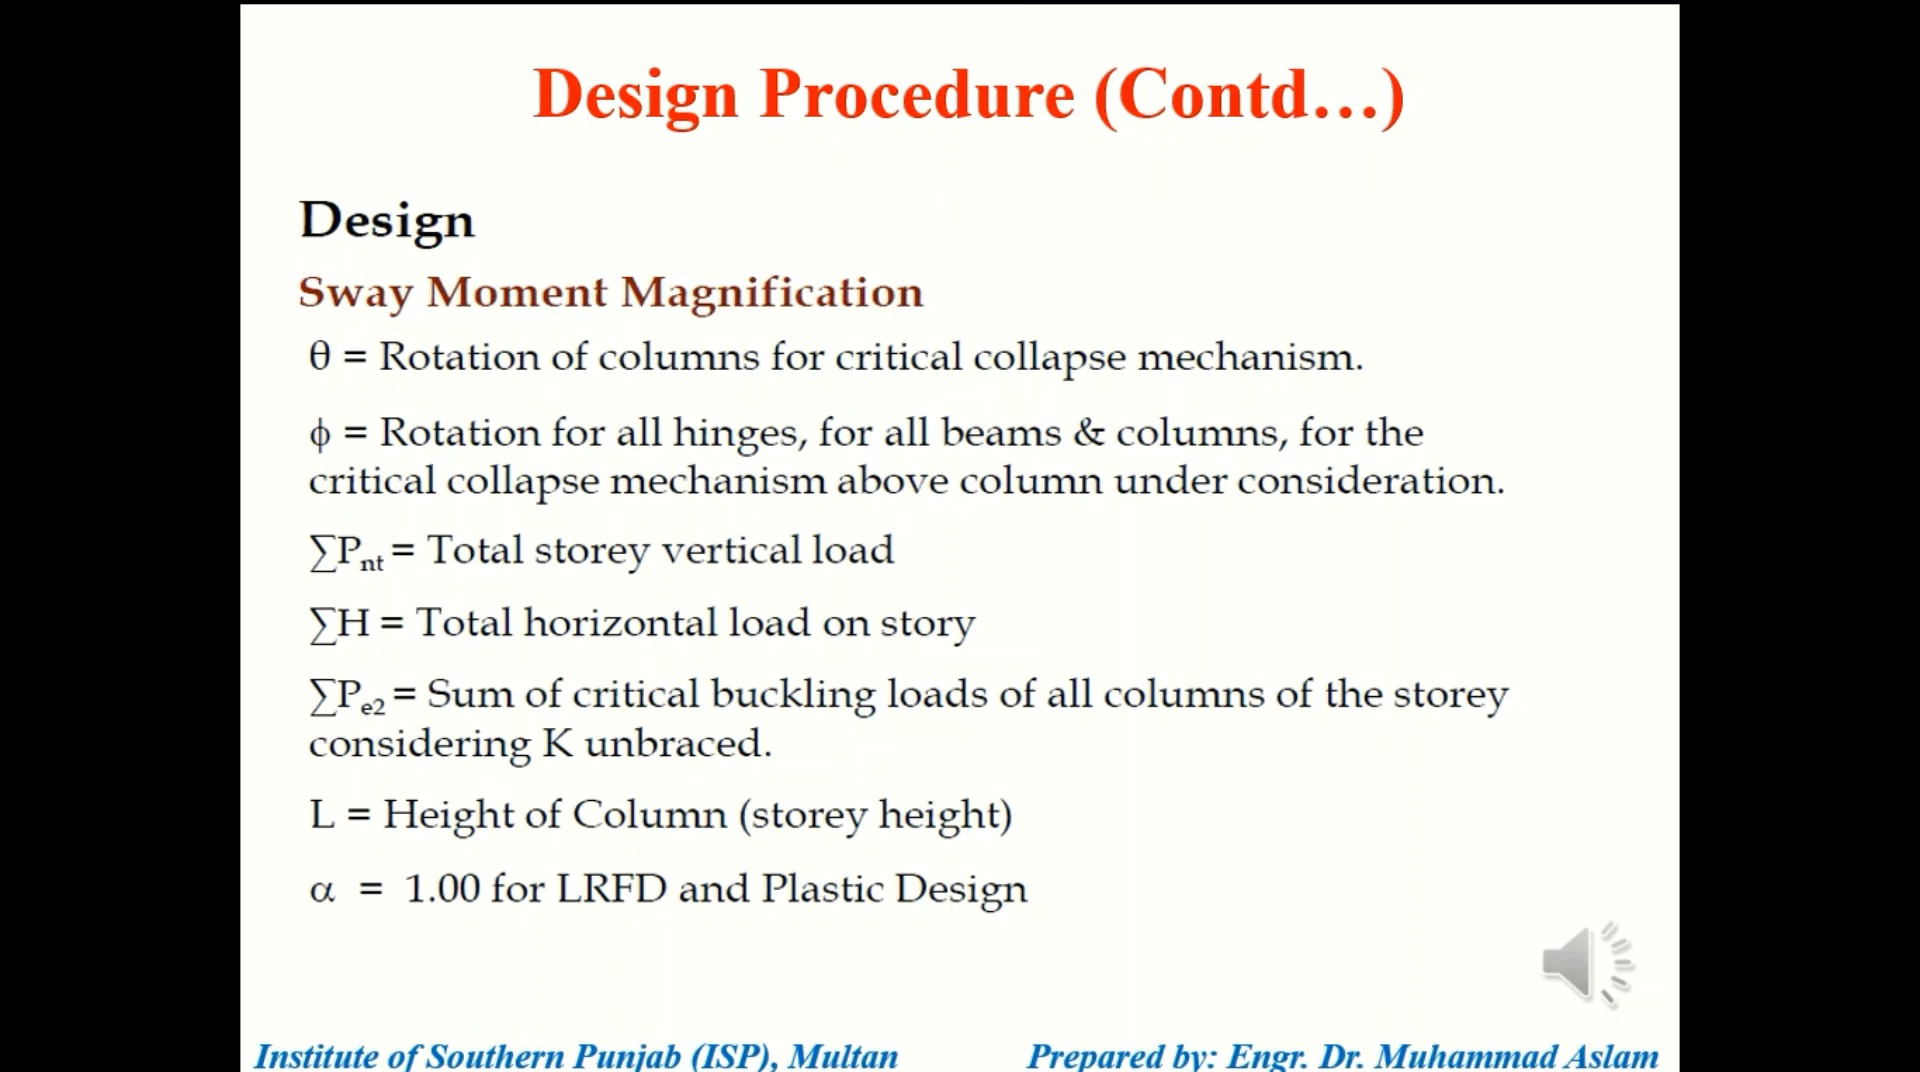 Design Procedure (Contd…)
Design
Sway Moment Magnification
θ = Rotation of columns for critical collapse mechanism.
ϕ = Rotation for all hinges, for all beams & columns, for the
critical collapse mechanism above column under consideration.
∑Pnt = Total storey vertical load
∑H = Total horizontal load on story
∑Pe2 = Sum of critical buckling loads of all columns of the storey
considering K unbraced.
L = Height of Column (storey height)
α = 1.00 for LRFD and Plastic Design
Institute of Southern Punjab (ISP), Multan
Prepared by: Engr. Dr. Muhammad Aslam